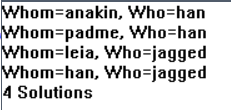 Whom=anakin, Who=han
Whom=padme, Who=han
Whom=leia, Who=jagged
Whom=han, Who=jagged
4 Solutions